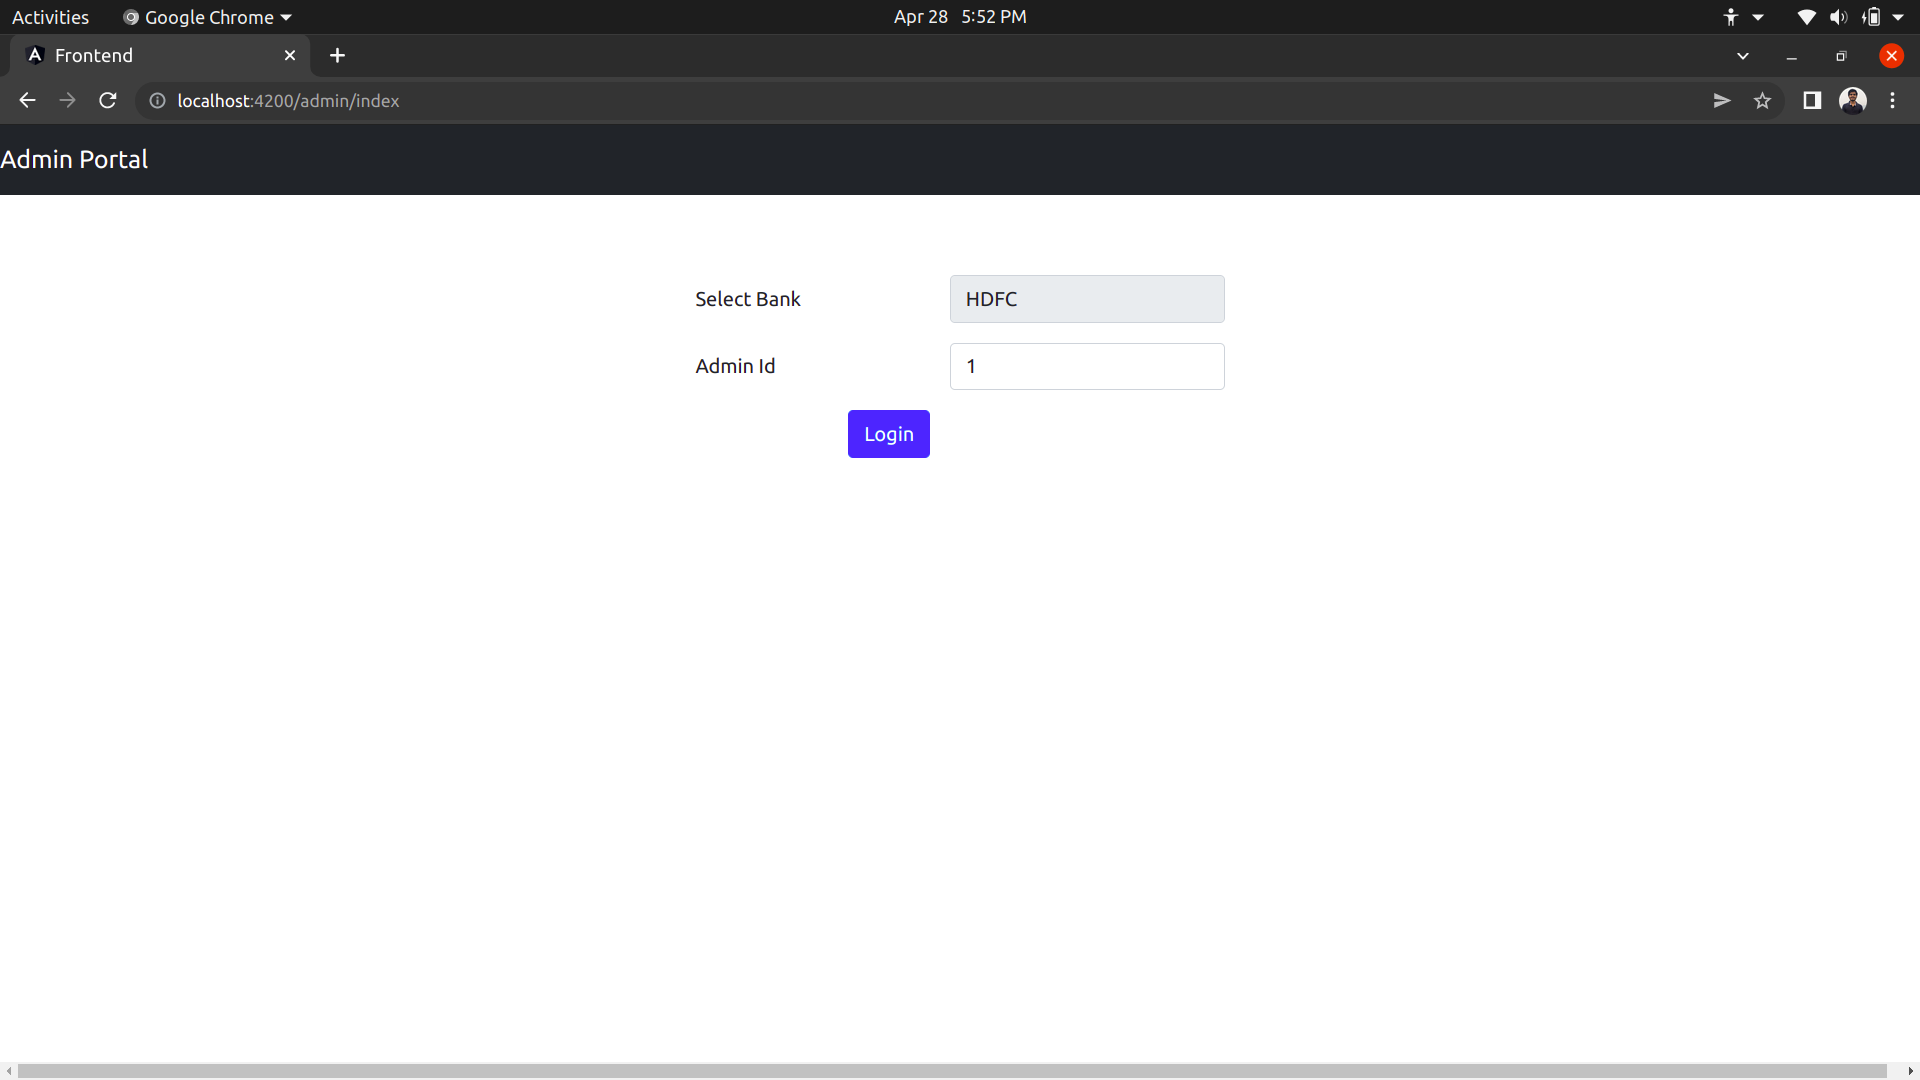 Activities Google Chrome Apr 28 5:52 PM
Frontend
localhost:4200/admin/index
Admin Portal
Select Bank HDFC
Admin Id 1
Login